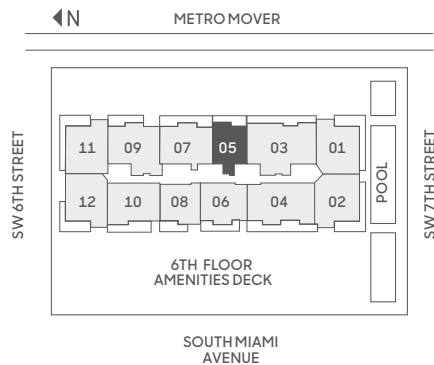 N
METRO MOVER
SW 6TH STREET
11 09 07 05 03 01
12 10 08 06 04 02
POOL
SW 7TH STREET
6TH FLOOR
AMENITIES DECK
SOUTH MIAMI
AVENUE